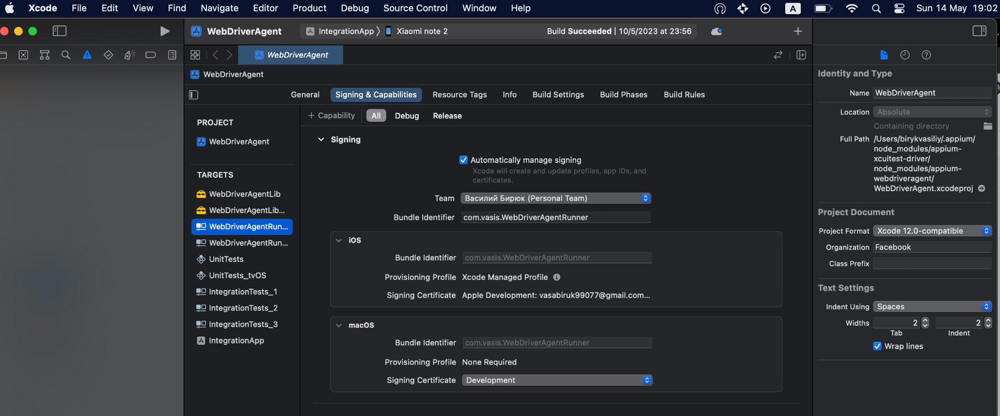 Xcode File Edit View Find Navigate Editor Product Debug Source Control Window Help A Sun 14 May 19:02
WebDriverAgent IntegrationApp Xiaomi note 2 Build Succeeded | 10/5/2023 at 23:56
WebDriverAgent
WebDriverAgent
General Signing & Capabilities Resource Tags Info Build Settings Build Phases Build Rules
+ Capability All Debug Release
PROJECT
WebDriverAgent
TARGETS
WebDriverAgentLib
WebDriverAgentLib...
WebDriverAgentRun...
WebDriverAgentRun...
UnitTests
UnitTests_tvOS
IntegrationTests_1
IntegrationTests_2
IntegrationTests_3
IntegrationApp
Signing
Automatically manage signing
Xcode will create and update profiles, app IDs, and
certificates.
Team Василий Бирюк (Personal Team)
Bundle Identifier com.vasis.WebDriverAgentRunner
iOS
Bundle Identifier com.vasis.WebDriverAgentRunner
Provisioning Profile Xcode Managed Profile
Signing Certificate Apple Development: vasabiruk99077@gmail.com...
macOS
Bundle Identifier com.vasis.WebDriverAgentRunner
Provisioning Profile None Required
Signing Certificate Development
Identity and Type
Name WebDriverAgent
Location Absolute
Containing directory
Full Path /Users/birykvasiliy/.appium/
node_modules/appium-
xcuitest-driver/
node_modules/appium-
webdriveragent/
WebDriverAgent.xcodeproj
Project Document
Project Format Xcode 12.0-compatible
Organization Facebook
Class Prefix
Text Settings
Indent Using Spaces
Widths 2 2
Tab Indent
Wrap lines